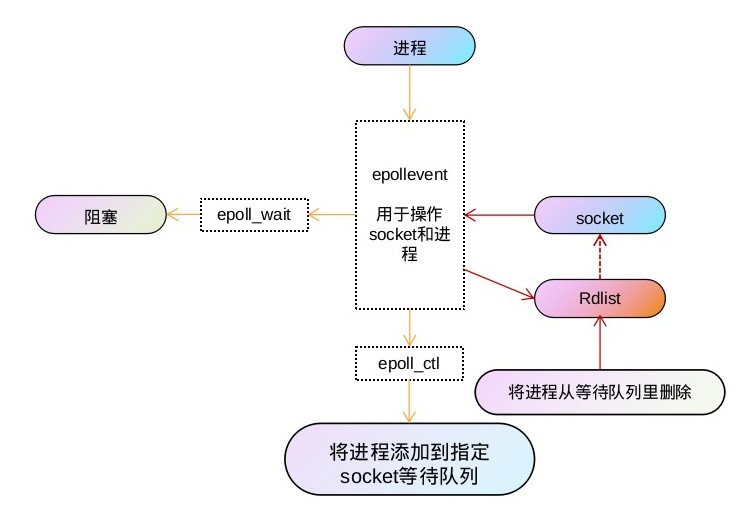 进程
epollevent
用于操作
socket和进
程
阻塞
epoll_wait
socket
Rdlist
epoll_ctl
将进程从等待队列里删除
将进程添加到指定
socket等待队列